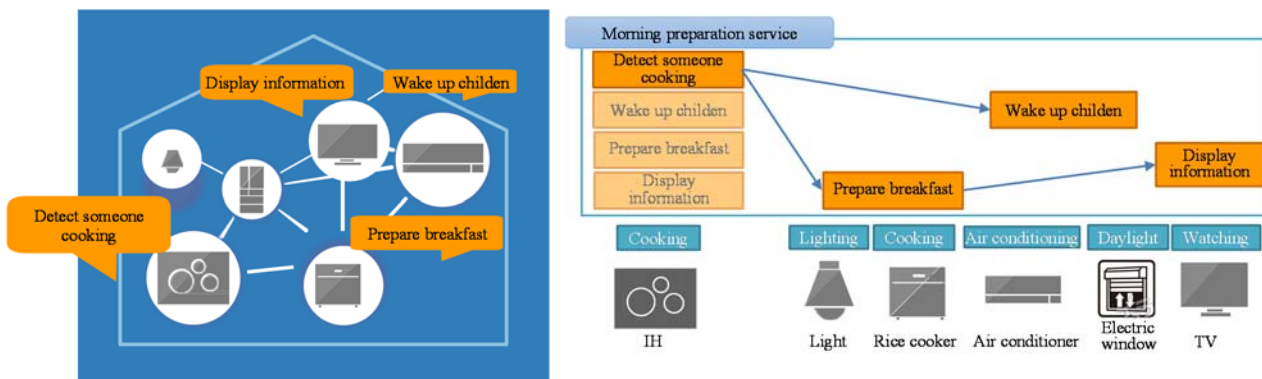 Display information
Wake up childen
Detect someone
cooking
Prepare breakfast
Morning preparation service
Detect someone
cooking
Wake up childen
Prepare breakfast
Display
information
Wake up childen
Prepare breakfast
Display
information
Cooking
Lighting
Cooking
Air conditioning
Daylight
Watching
IH
Light
Rice cooker
Air conditioner
Electric
window
TV